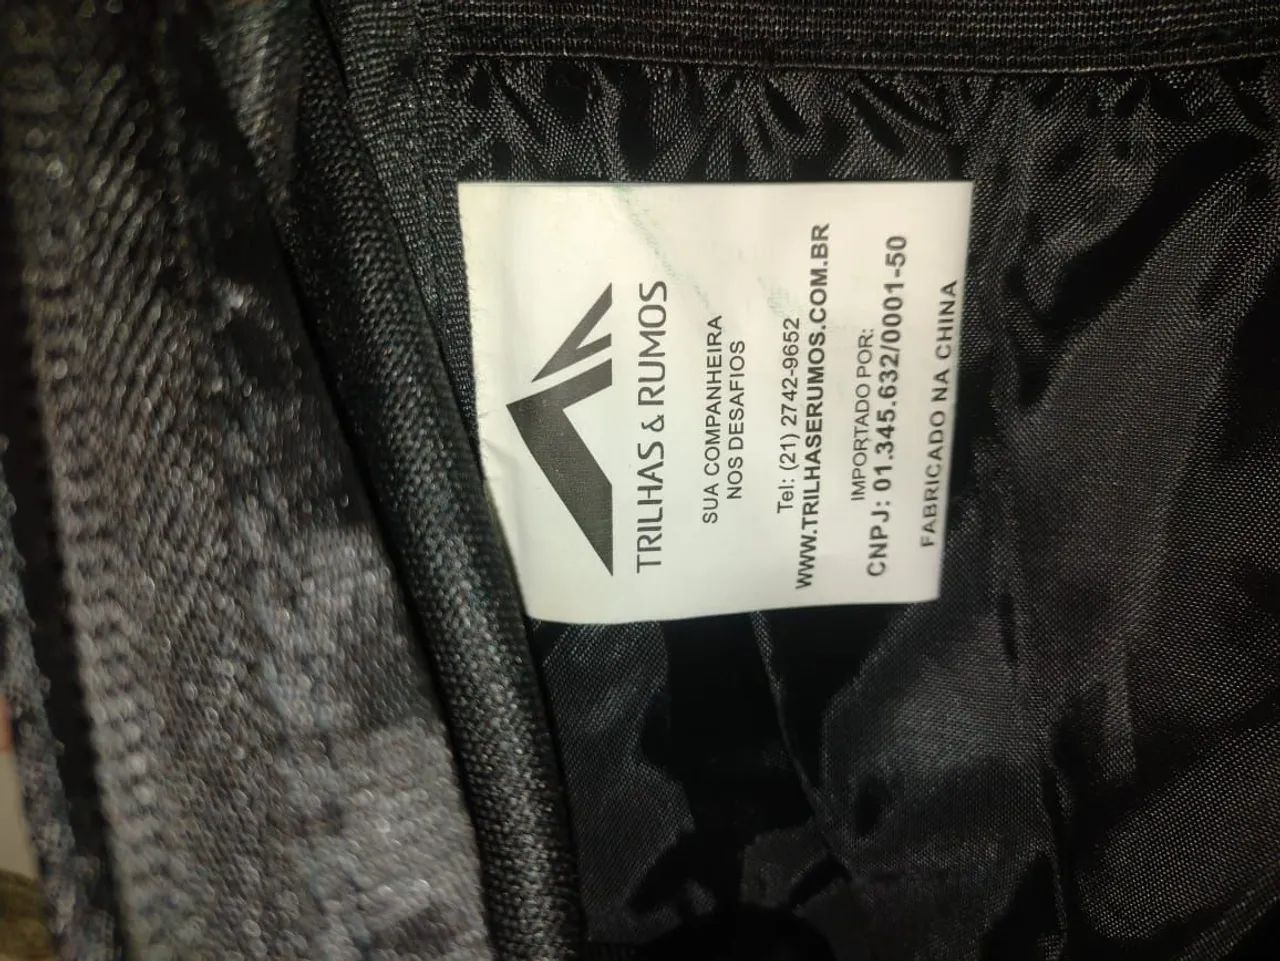 TRILHAS & RUMOS
SUA COMPANHEIRA
NOS DESAFIOS
Tel: (21) 2742-9652
WWW.TRILHASERUMOS.COM.BR
IMPORTADO POR:
CNPJ: 01.345.632/0001-50
FABRICADO NA CHINA